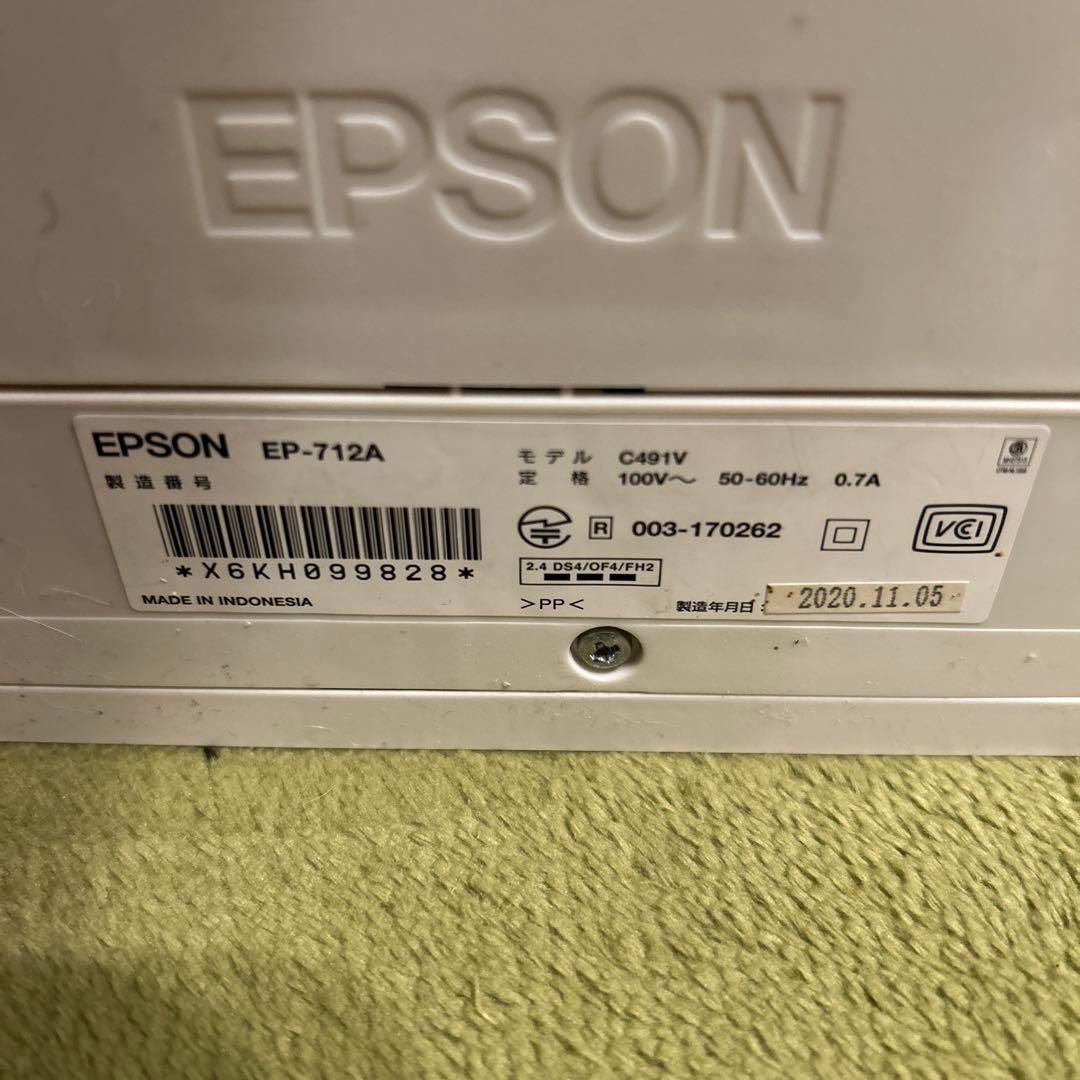 EPSON
EPSON EP-712A
製造番号
*X6KH099828*
MADE IN INDONESIA
モデル C491V
定格 100V～ 50-60Hz 0.7A
R 003-170262
VCI
2.4 DS4/OF4/FH2
>PP<
製造年月日: 2020.11.05